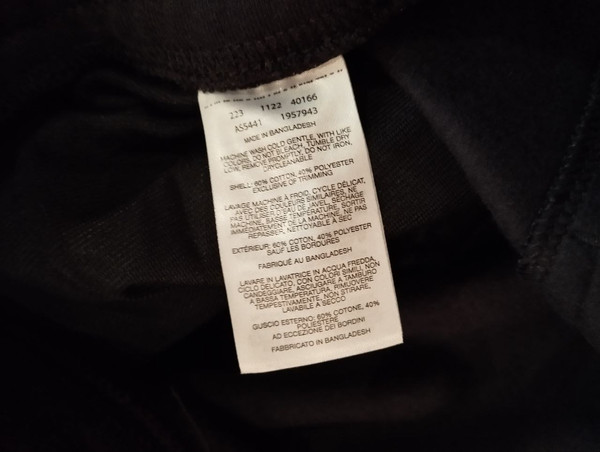 223 1122 40166
AS5441 1957943
MADE IN BANGLADESH
MACHINE WASH COLD GENTLE, WITH LIKE
COLORS, DO NOT BLEACH, TUMBLE DRY
LOW, REMOVE PROMPTLY, DO NOT IRON,
DRYCLEANABLE
SHELL: 60% COTTON, 40% POLYESTER
EXCLUSIVE OF TRIMMING
LAVAGE MACHINE À FROID, CYCLE DÉLICAT,
AVEC DES COULEURS SIMILAIRES, NE
PAS UTILISER D'EAU DE JAVEL, SÉCHAGE
MACHINE, BASSE TEMPÉRATURE, SORTIR
IMMÉDIATEMENT DE LA MACHINE, NE PAS
REPASSER, NETTOYABLE À SEC
EXTÉRIEUR: 60% COTON, 40% POLYESTER
SAUF LES BORDURES
FABRIQUÉ AU BANGLADESH
LAVARE IN LAVATRICE IN ACQUA FREDDA,
CICLO DELICATO, CON COLORI SIMILI, NON
CANDEGGIARE, ASCIUGARE A TAMBURO
A BASSA TEMPERATURA, RIMUOVERE
TEMPESTIVAMENTE, NON STIRARE,
LAVABILE A SECCO
GUSCIO ESTERNO: 60% COTONE, 40%
POLIESTERE
AD ECCEZIONE DEI BORDINI
FABBRICATO IN BANGLADESH